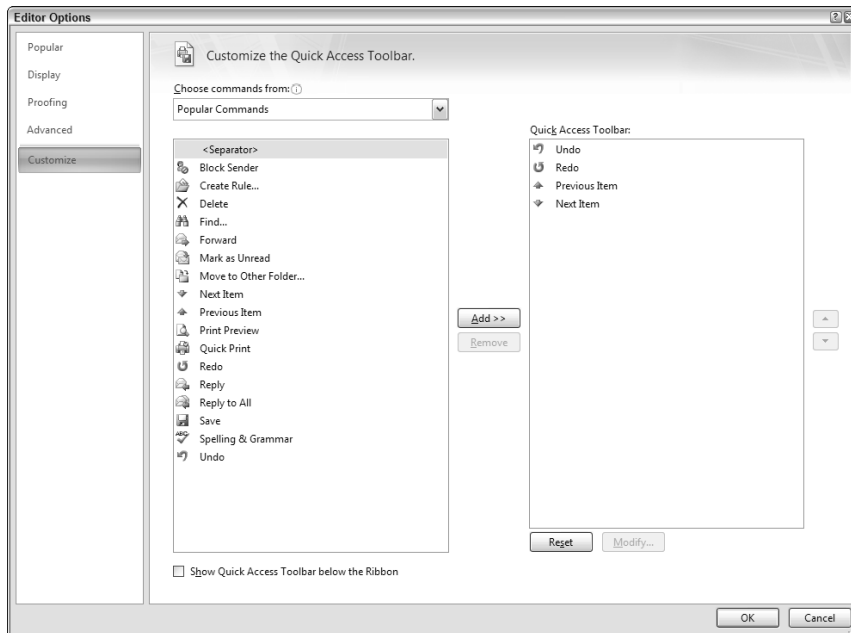 Editor Options
Popular
Display
Proofing
Advanced
Customize
Customize the Quick Access Toolbar.
Choose commands from:
Popular Commands
<Separator>
Block Sender
Create Rule...
Delete
Find...
Forward
Mark as Unread
Move to Other Folder...
Next Item
Previous Item
Print Preview
Quick Print
Redo
Reply
Reply to All
Save
Spelling & Grammar
Undo
Show Quick Access Toolbar below the Ribbon
Add >>
Remove
Quick Access Toolbar:
Undo
Redo
Previous Item
Next Item
Reset
Modify...
OK
Cancel